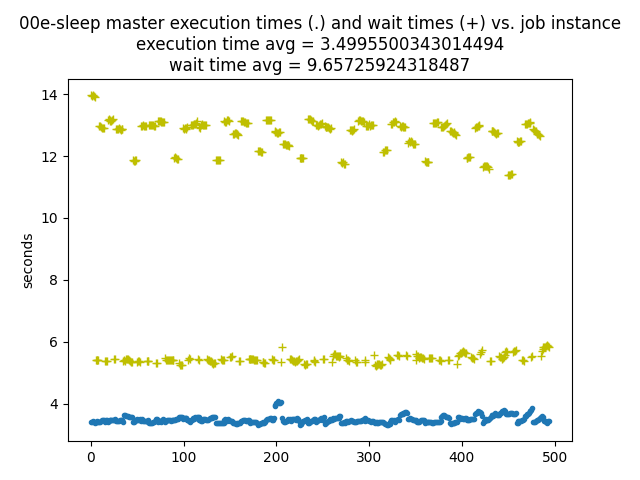 00e-sleep master execution times (.) and wait times (+) vs. job instance
execution time avg = 3.4995500343014494
wait time avg = 9.65725924318487
14
12
10
8
6
4
seconds
0 100 200 300 400 500